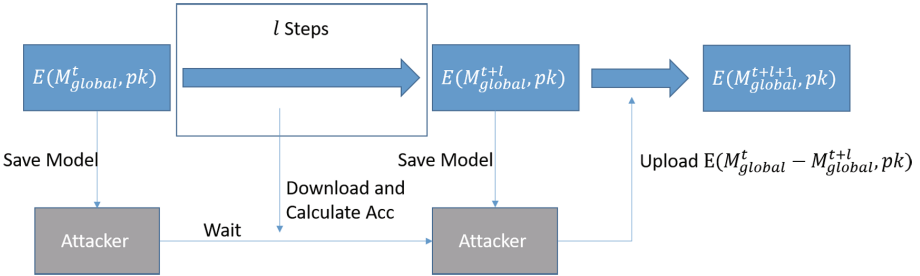 l Steps
E(M^t_global, pk)
E(M^{t+l}_global, pk)
E(M^{t+l+1}_global, pk)
Save Model
Download and
Calculate Acc
Save Model
Upload E(M^t_global − M^{t+l}_global, pk)
Attacker
Wait
Attacker